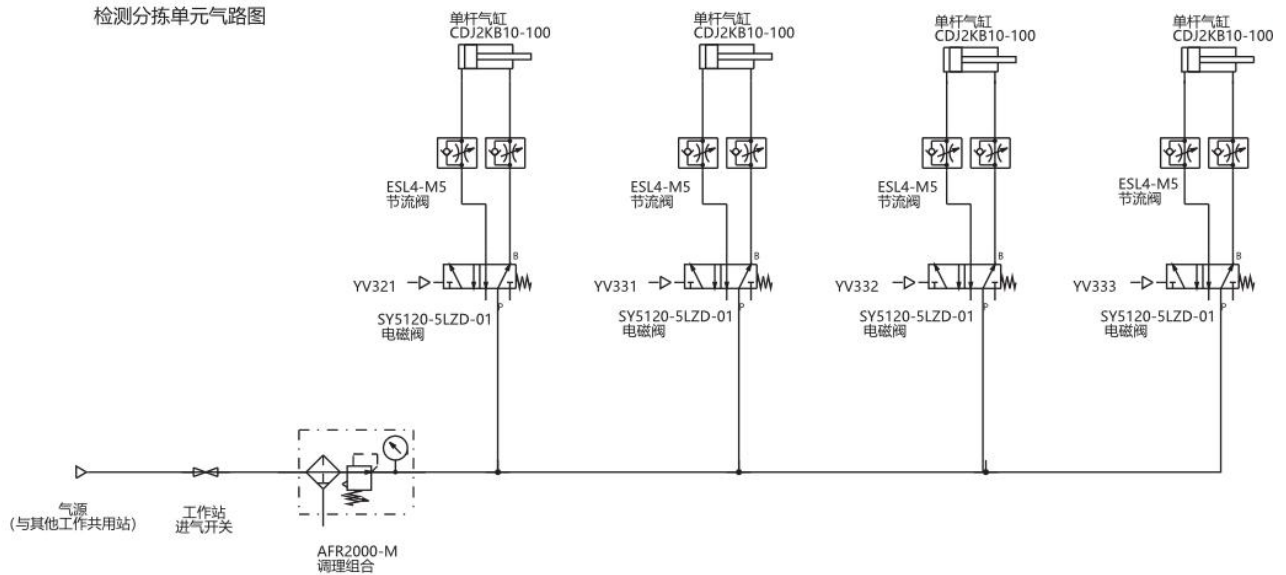 检测分拣单元气路图
单杆气缸
CDJ2KB10-100
单杆气缸
CDJ2KB10-100
单杆气缸
CDJ2KB10-100
单杆气缸
CDJ2KB10-100
ESL4-M5
节流阀
ESL4-M5
节流阀
ESL4-M5
节流阀
ESL4-M5
节流阀
B
B
B
B
YV321
YV331
YV332
YV333
P
P
P
P
SY5120-5LZD-01
电磁阀
SY5120-5LZD-01
电磁阀
SY5120-5LZD-01
电磁阀
SY5120-5LZD-01
电磁阀
气源
(与其他工作共用站)
工作站
进气开关
AFR2000-M
调理组合